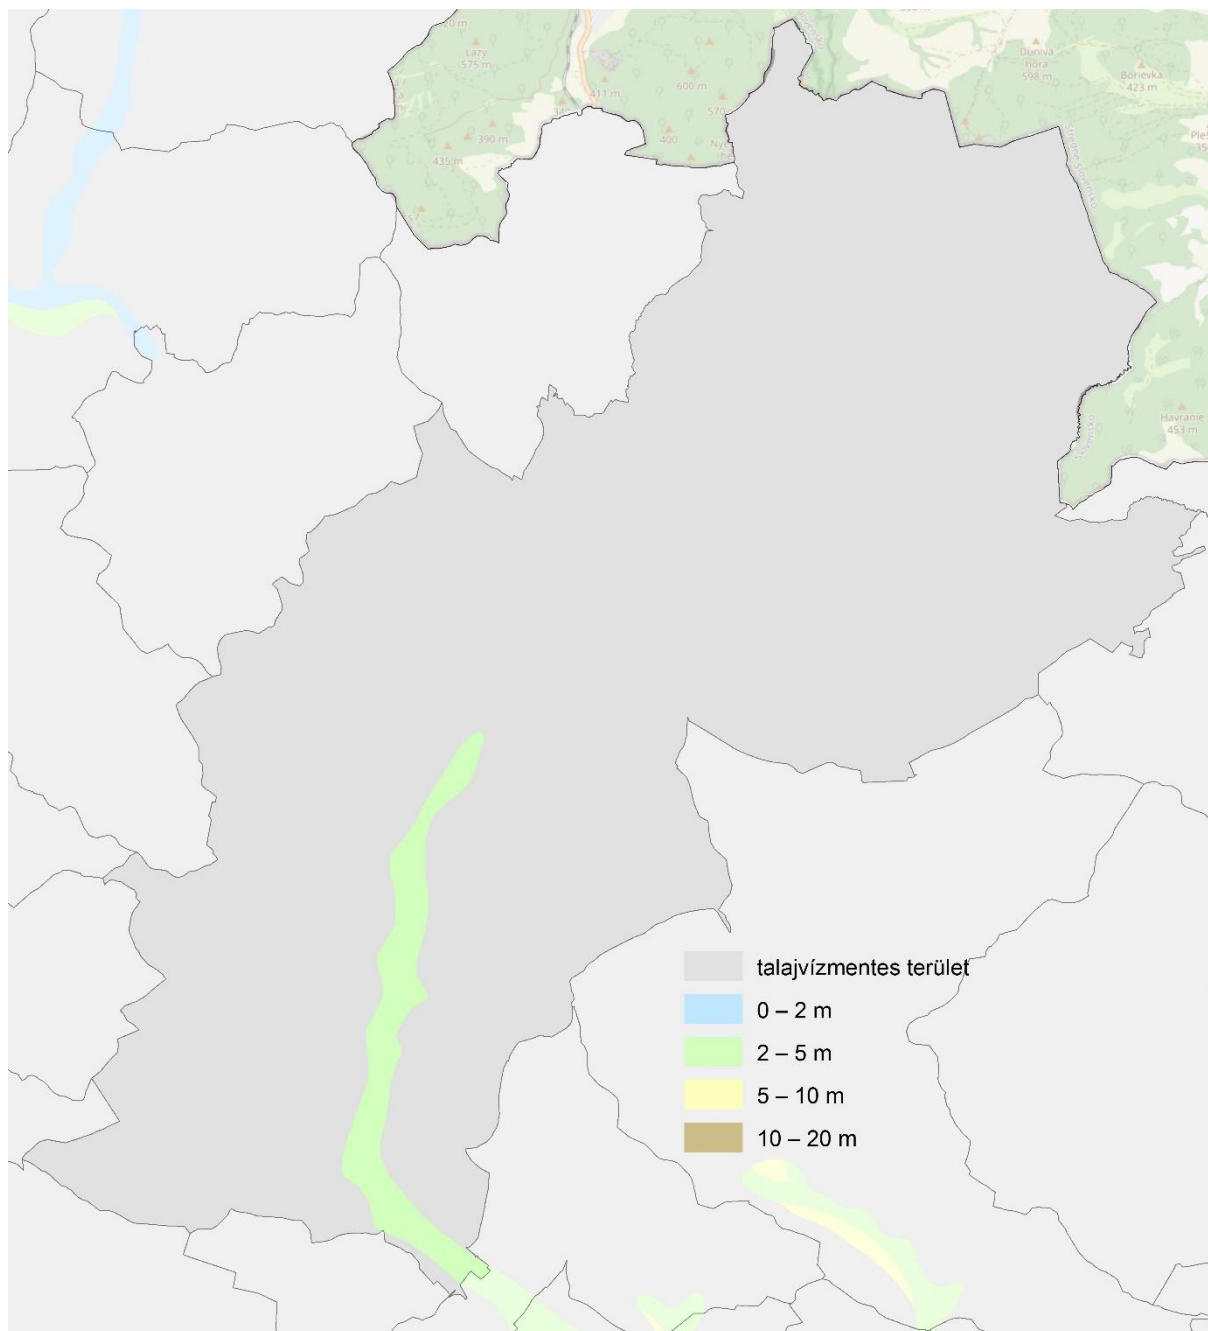 Lazy
575 m
390 m
435 m
411 m
600 m
570
400
Duniva
hora
598 m
Borievka
423 m
Havranie
453 m
talajvízmentes terület
0 – 2 m
2 – 5 m
5 – 10 m
10 – 20 m